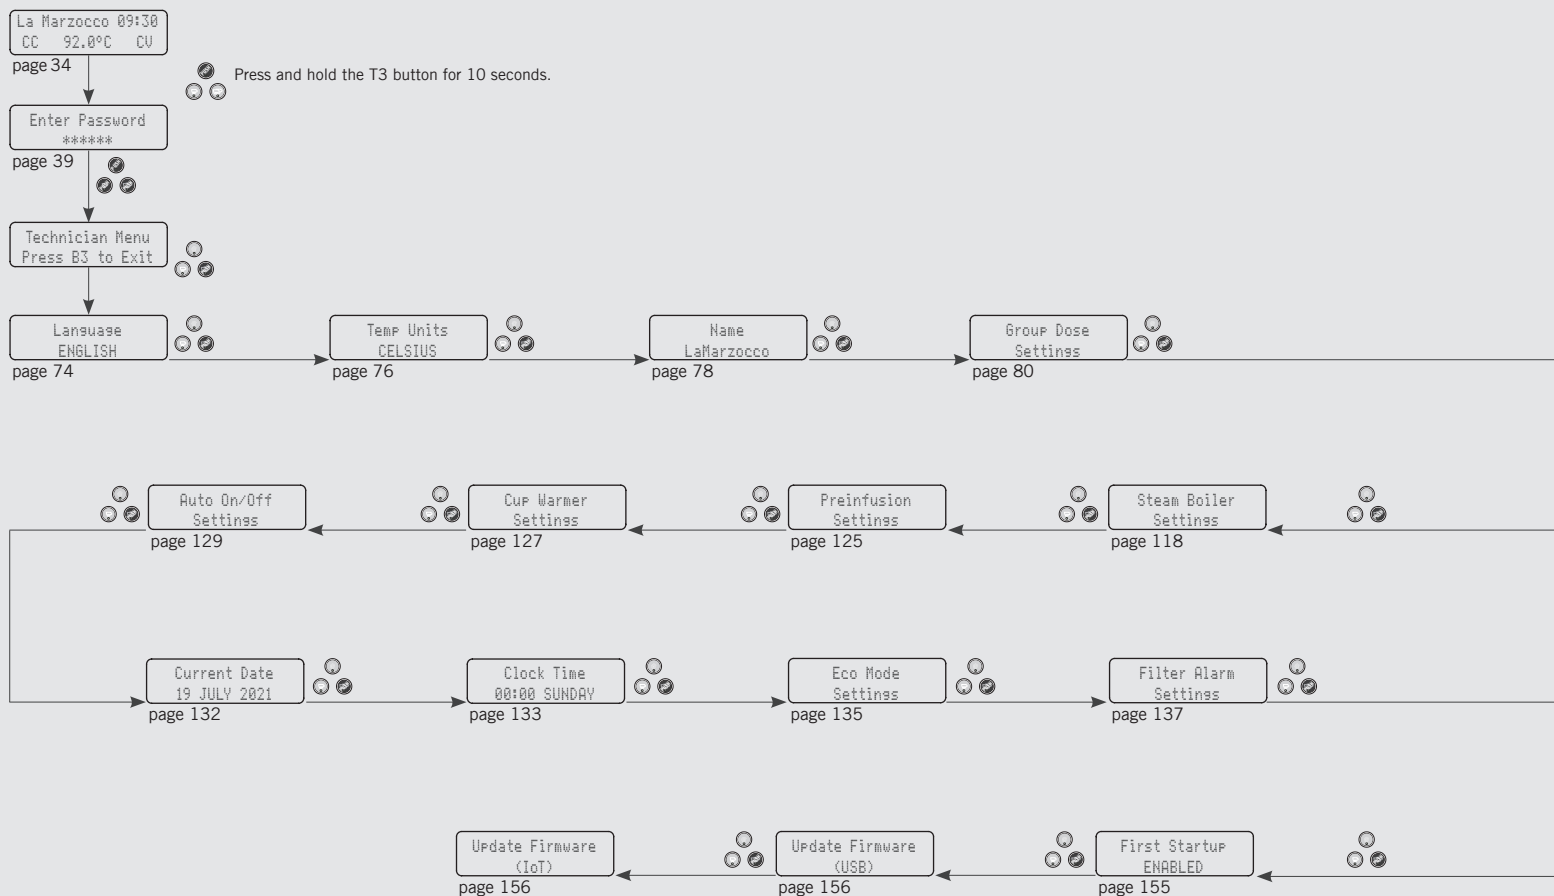 La Marzocco 09:30
CC 92.0°C CV
page 34
Press and hold the T3 button for 10 seconds.
Enter Password
******
page 39
Technician Menu
Press B3 to Exit
Language
ENGLISH
page 74
Temp Units
CELSIUS
page 76
Name
LaMarzocco
page 78
Group Dose
Settings
page 80
Auto On/Off
Settings
page 129
Cup Warmer
Settings
page 127
Preinfusion
Settings
page 125
Steam Boiler
Settings
page 118
Current Date
19 JULY 2021
page 132
Clock Time
00:00 SUNDAY
page 133
Eco Mode
Settings
page 135
Filter Alarm
Settings
page 137
Update Firmware
(IoT)
page 156
Update Firmware
(USB)
page 156
First Startup
ENABLED
page 155